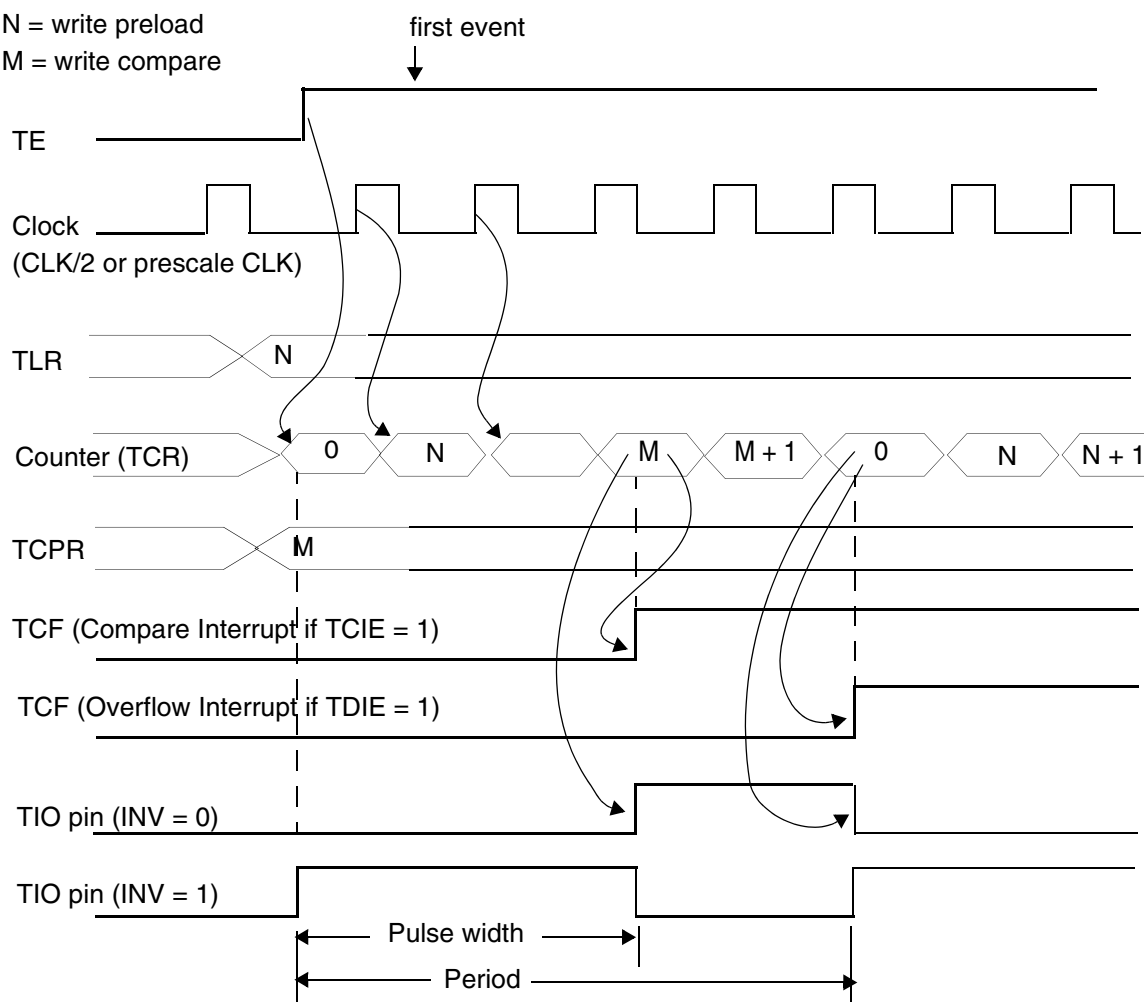 N = write preload
M = write compare
first event
TE
Clock
(CLK/2 or prescale CLK)
TLR
N
Counter (TCR)
0
N
M
M + 1
0
N
N + 1
TCPR
M
TCF (Compare Interrupt if TCIE = 1)
TCF (Overflow Interrupt if TDIE = 1)
TIO pin (INV = 0)
TIO pin (INV = 1)
Pulse width
Period